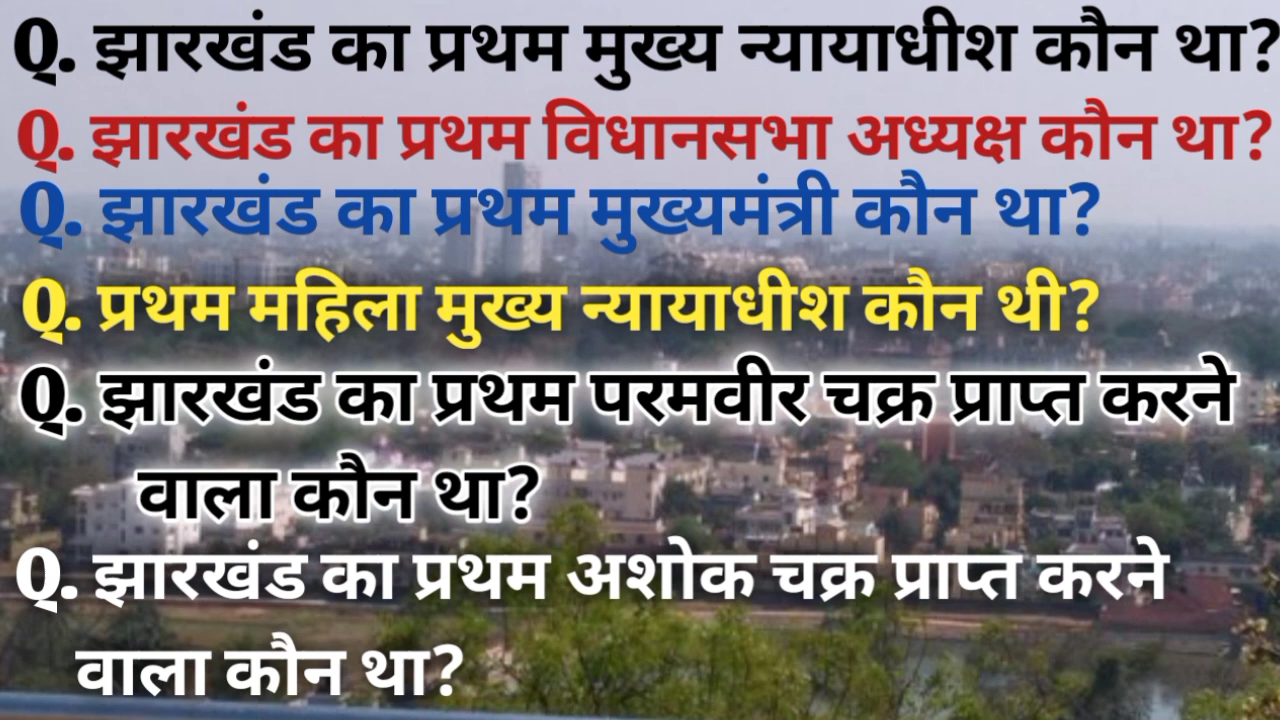 Q. झारखंड का प्रथम मुख्य न्यायाधीश कौन था?
Q. झारखंड का प्रथम विधानसभा अध्यक्ष कौन था?
Q. झारखंड का प्रथम मुख्यमंत्री कौन था?
Q. प्रथम महिला मुख्य न्यायाधीश कौन थी?
Q. झारखंड का प्रथम परमवीर चक्र प्राप्त करने
वाला कौन था?
Q. झारखंड का प्रथम अशोक चक्र प्राप्त करने
वाला कौन था?